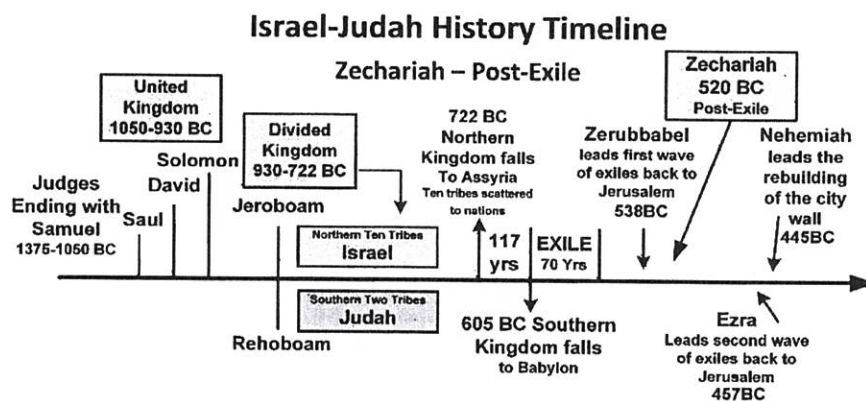 Israel-Judah History Timeline
Zechariah – Post-Exile
United
Kingdom
1050-930 BC
Divided
Kingdom
930-722 BC
722 BC
Northern
Kingdom falls
To Assyria
Ten tribes scattered
to nations
Zerubbabel
leads first wave
of exiles back to
Jerusalem
538BC
Zechariah
520 BC
Post-Exile
Nehemiah
leads the
rebuilding
of the city
wall
445BC
Judges
Ending with
Samuel
1375-1050 BC
Saul
David
Solomon
Jeroboam
Northern Ten Tribes
Israel
117
yrs
EXILE
70 Yrs
Southern Two Tribes
Judah
Rehoboam
605 BC Southern
Kingdom falls
to Babylon
Ezra
Leads second wave
of exiles back to
Jerusalem
457BC